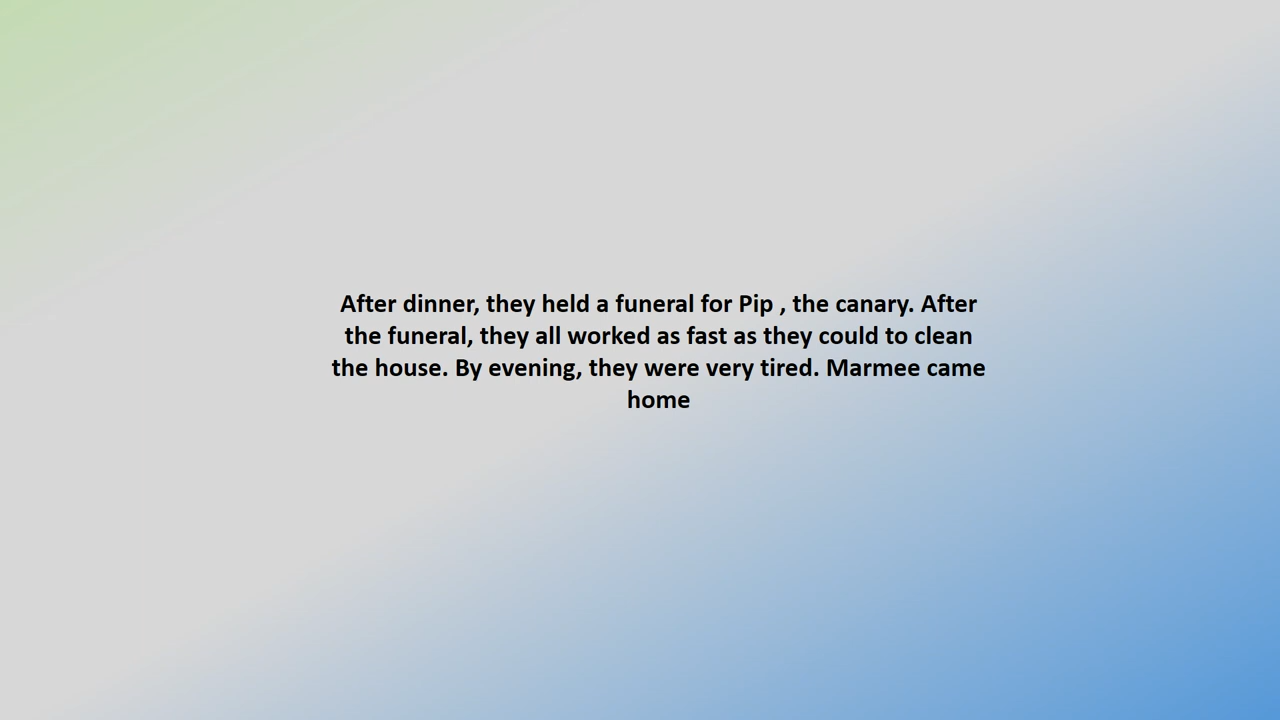 After dinner, they held a funeral for Pip , the canary. After
the funeral, they all worked as fast as they could to clean
the house. By evening, they were very tired. Marmee came
home